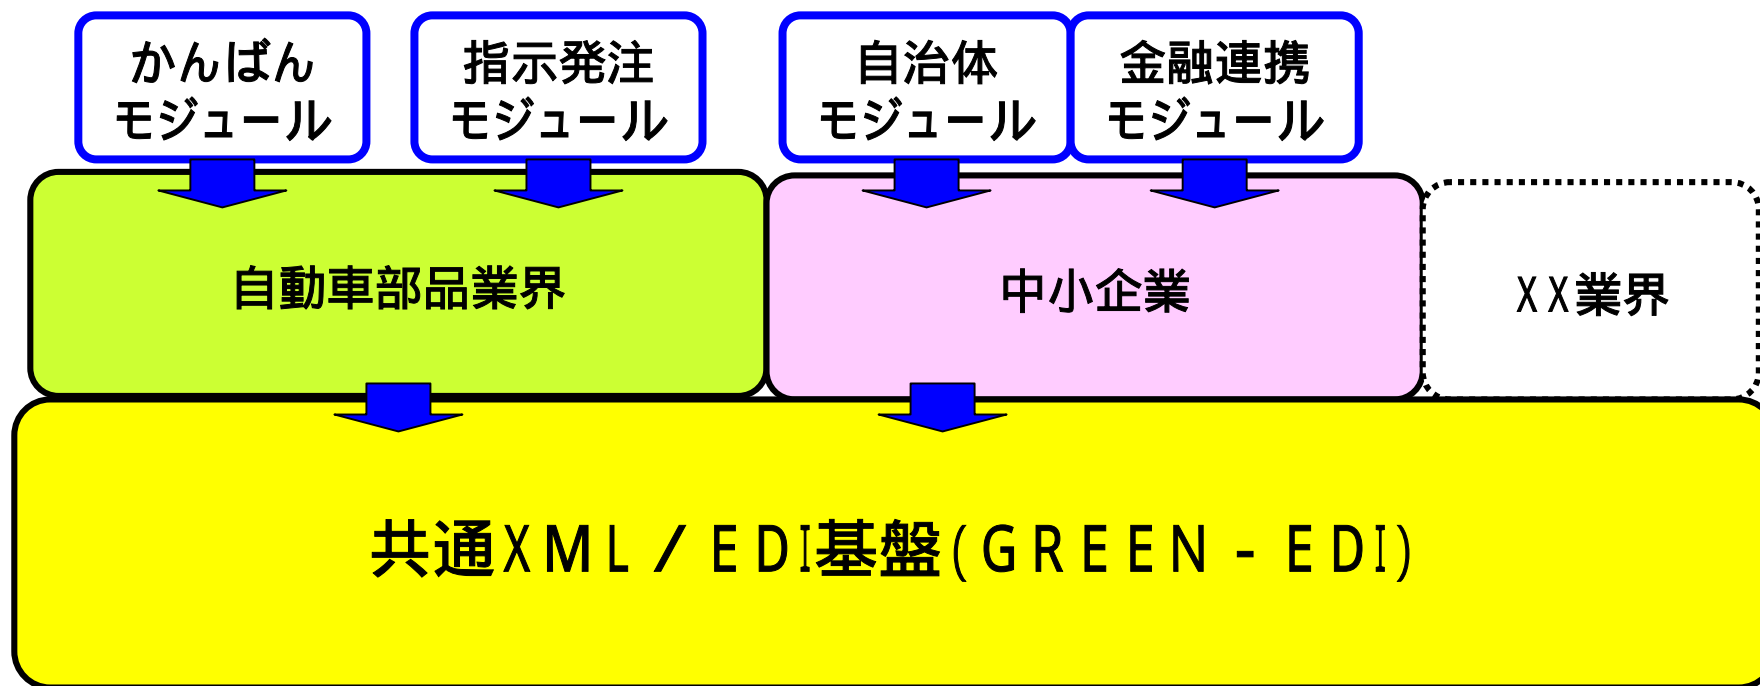 かんばん
モジュール
指示発注
モジュール
自治体
モジュール
金融連携
モジュール
自動車部品業界
中小企業
XX業界
共通XML/EDI基盤(GREEN-EDI)